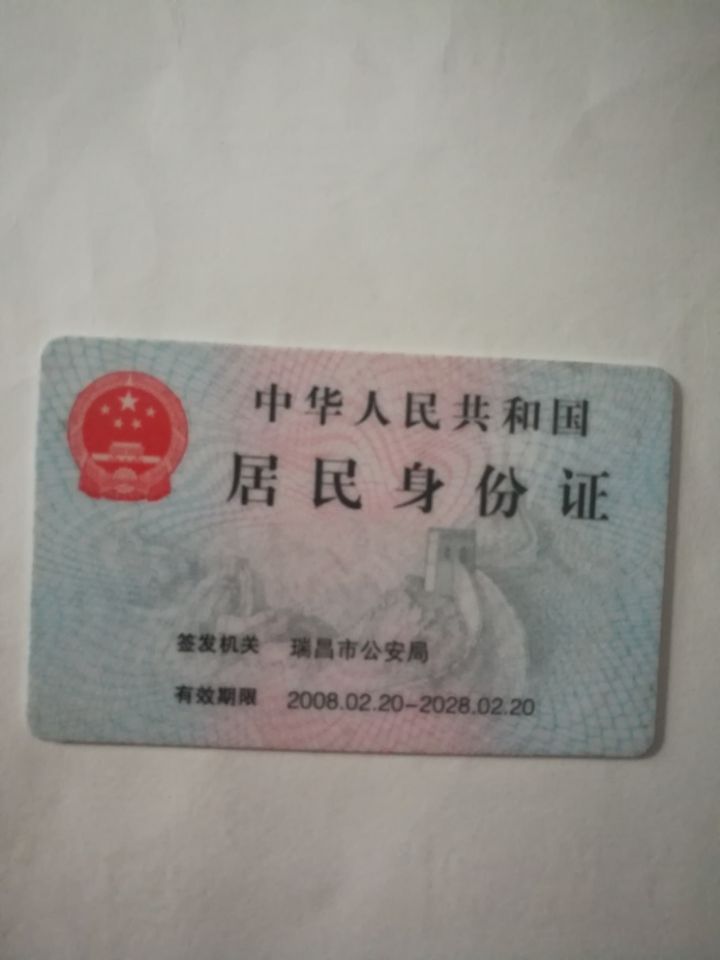 中华人民共和国
居民身份证
签发机关 瑞昌市公安局
有效期限 2008.02.20-2028.02.20